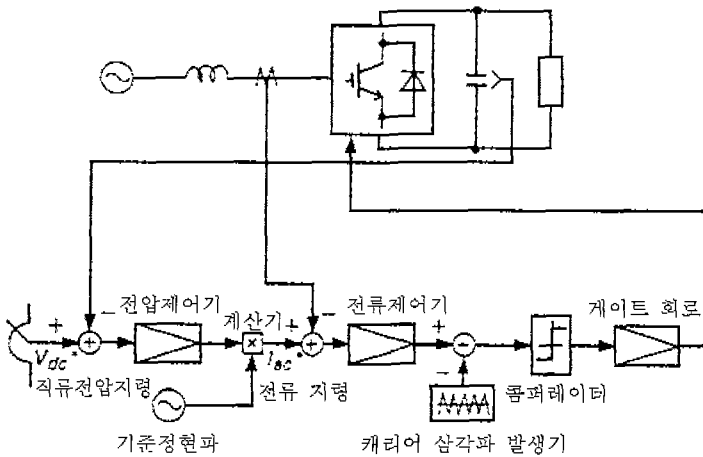 전압제어기
계산기
전류제어기
게이트 회로
+
−
+
−
+
−
V_dc*
I_ac*
직류전압지령
전류 지령
콤퍼레이터
기준정현파
캐리어 삼각파 발생기